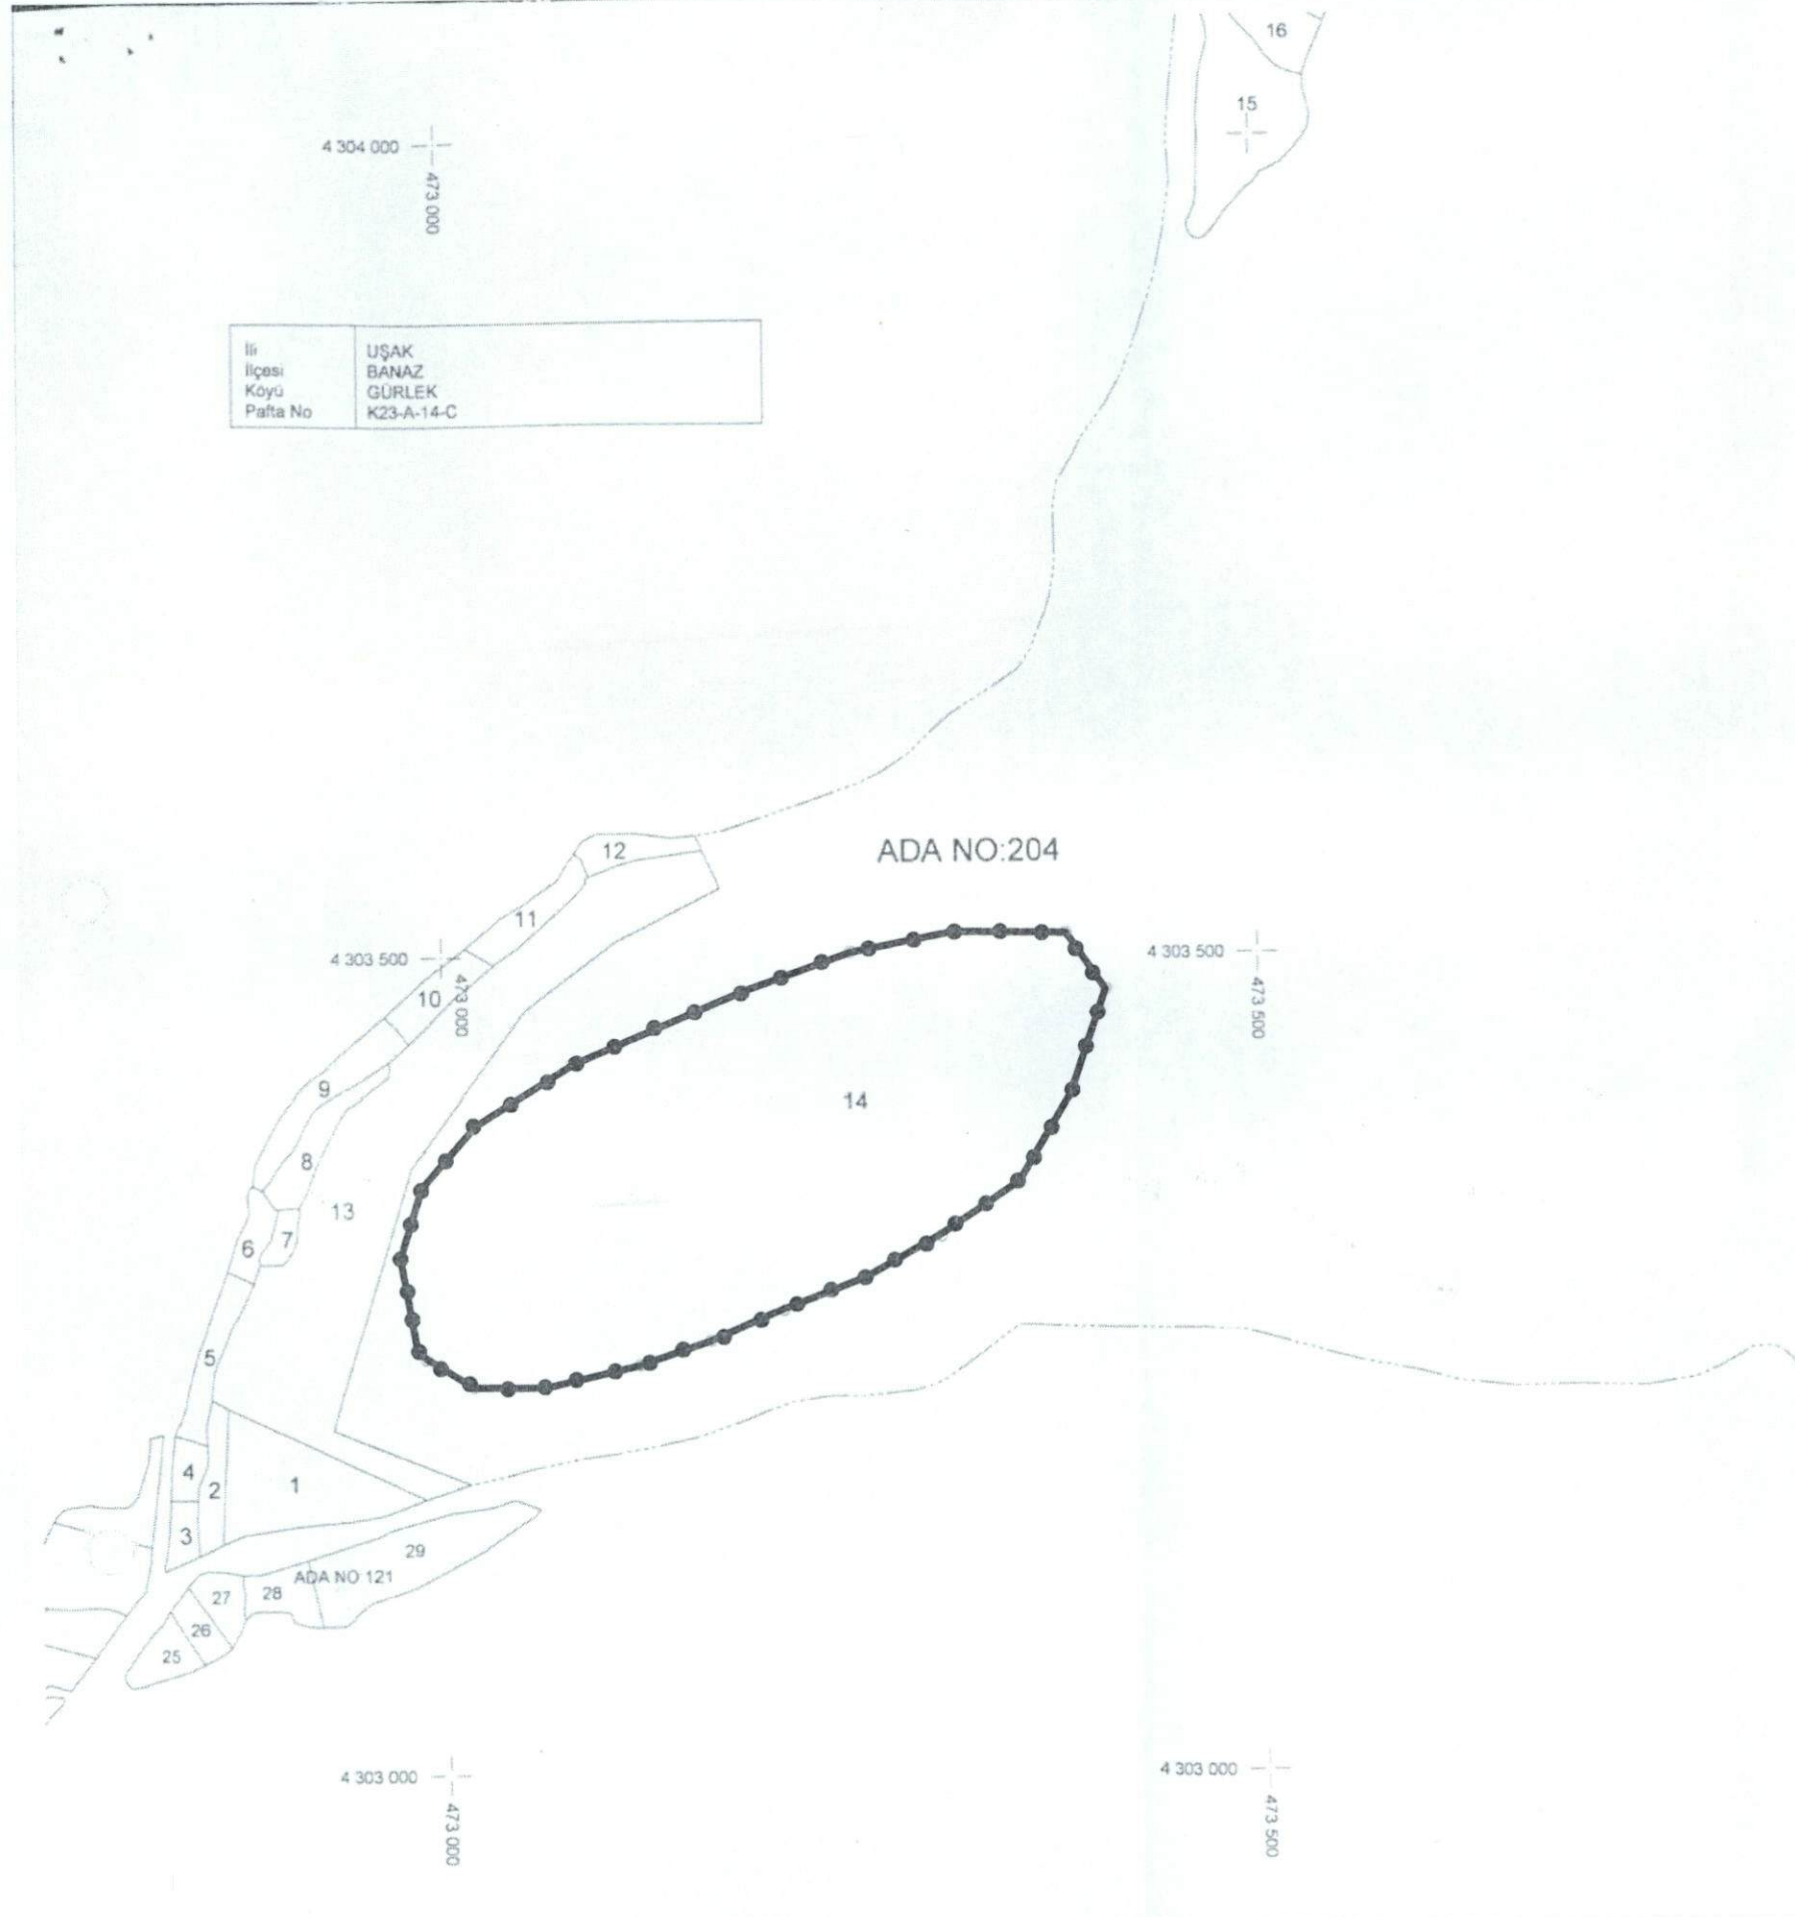 16
15
4 304 000
473 000
İli UŞAK
İlçesi BANAZ
Köyü GÜRLEK
Pafta No K23-A-14-C
12
ADA NO:204
11
4 303 500
473 000
4 303 500
473 500
10
9
14
8
13
7
6
5
4
2
1
3
29
ADA NO 121
28
27
26
25
4 303 000
473 000
4 303 000
473 500